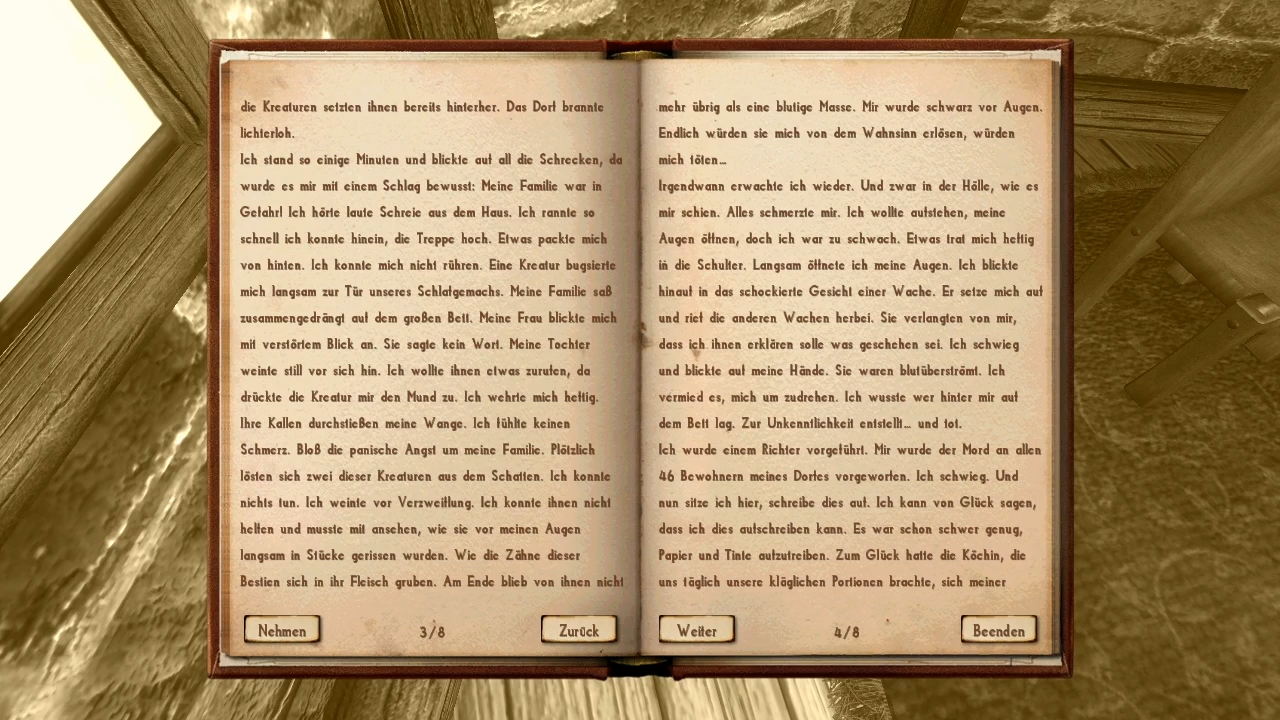 die Kreaturen setzten ihnen bereits hinterher. Das Dorf brannte
lichterloh.
Ich stand so einige Minuten und blickte auf all die Schrecken, da
wurde es mir mit einem Schlag bewusst: Meine Familie war in
Gefahr! Ich hörte laute Schreie aus dem Haus. Ich rannte so
schnell ich konnte hinein, die Treppe hoch. Etwas packte mich
von hinten. Ich konnte mich nicht rühren. Eine Kreatur bugsierte
mich langsam zur Tür unseres Schlafgemachs. Meine Familie saß
zusammengedrängt auf dem großen Bett. Meine Frau blickte mich
mit verstörtem Blick an. Sie sagte kein Wort. Meine Tochter
weinte still vor sich hin. Ich wollte ihnen etwas zurufen, da
drückte die Kreatur mir den Mund zu. Ich wehrte mich heftig.
Ihre Kallen durchstießen meine Wange. Ich fühlte keinen
Schmerz. Bloß die panische Angst um meine Familie. Plötzlich
lösten sich zwei dieser Kreaturen aus dem Schatten. Ich konnte
nichts tun. Ich weinte vor Verzweiflung. Ich konnte ihnen nicht
helfen und musste mit ansehen, wie sie vor meinen Augen
langsam in Stücke gerissen wurden. Wie die Zähne dieser
Bestien sich in ihr Fleisch gruben. Am Ende blieb von ihnen nicht
Nehmen
3/8
Zurück
mehr übrig als eine blutige Masse. Mir wurde schwarz vor Augen.
Endlich würden sie mich von dem Wahnsinn erlösen, würden
mich töten...
Irgendwann erwachte ich wieder. Und zwar in der Hölle, wie es
mir schien. Alles schmerzte mir. Ich wollte aufstehen, meine
Augen öffnen, doch ich war zu schwach. Etwas trat mich heftig
in die Schulter. Langsam öffnete ich meine Augen. Ich blickte
hinauf in das schockierte Gesicht einer Wache. Er setze mich auf
und rief die anderen Wachen herbei. Sie verlangten von mir,
dass ich ihnen erklären solle was geschehen sei. Ich schwieg
und blickte auf meine Hände. Sie waren blutüberströmt. Ich
vermied es, mich um zudrehen. Ich wusste wer hinter mir auf
dem Bett lag. Zur Unkenntlichkeit entstellt... und tot.
Ich wurde einem Richter vorgeführt. Mir wurde der Mord an allen
46 Bewohnern meines Dorfes vorgeworfen. Ich schwieg. Und
nun sitze ich hier, schreibe dies auf. Ich kann von Glück sagen,
dass ich dies aufschreiben kann. Es war schon schwer genug,
Papier und Tinte aufzutreiben. Zum Glück hatte die Köchin, die
uns täglich unsere kläglichen Portionen brachte, sich meiner
Weiter
4/8
Beenden